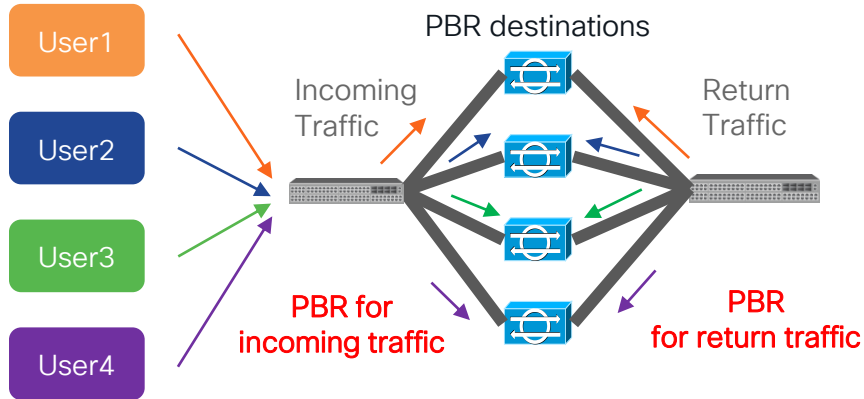 User1
User2
User3
User4
PBR destinations
Incoming
Traffic
Return
Traffic
PBR for
incoming traffic
PBR
for return traffic